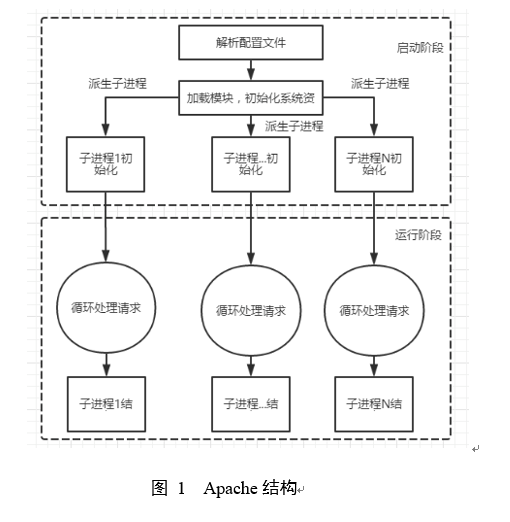 解析配置文件
启动阶段
派生子进程
派生子进程
加载模块，初始化系统资
派生子进程
子进程1初
始化
子进程...初
始化
子进程N初
始化
运行阶段
循环处理请求
循环处理请求
循环处理请求
子进程1结
子进程...结
子进程N结
图 1 Apache 结构